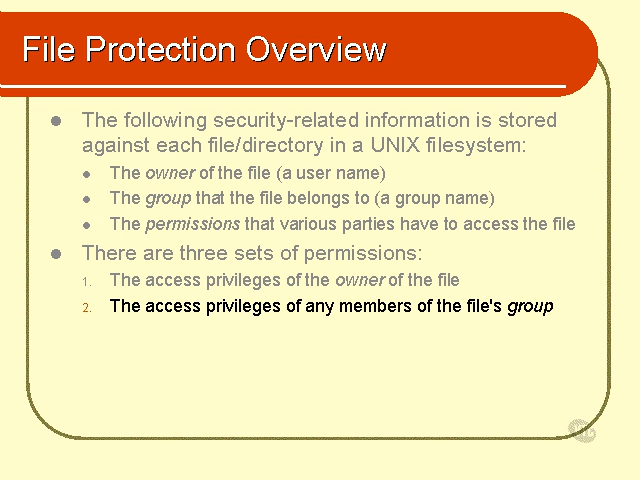 File Protection Overview
The following security-related information is stored
against each file/directory in a UNIX filesystem:
The owner of the file (a user name)
The group that the file belongs to (a group name)
The permissions that various parties have to access the file
There are three sets of permissions:
1. The access privileges of the owner of the file
2. The access privileges of any members of the file's group